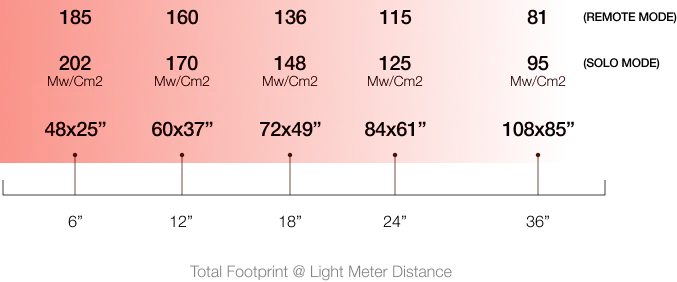 185 160 136 115 81 (REMOTE MODE)
202 170 148 125 95 (SOLO MODE)
Mw/Cm2 Mw/Cm2 Mw/Cm2 Mw/Cm2 Mw/Cm2
48x25” 60x37” 72x49” 84x61” 108x85”
6” 12” 18” 24” 36”
Total Footprint @ Light Meter Distance